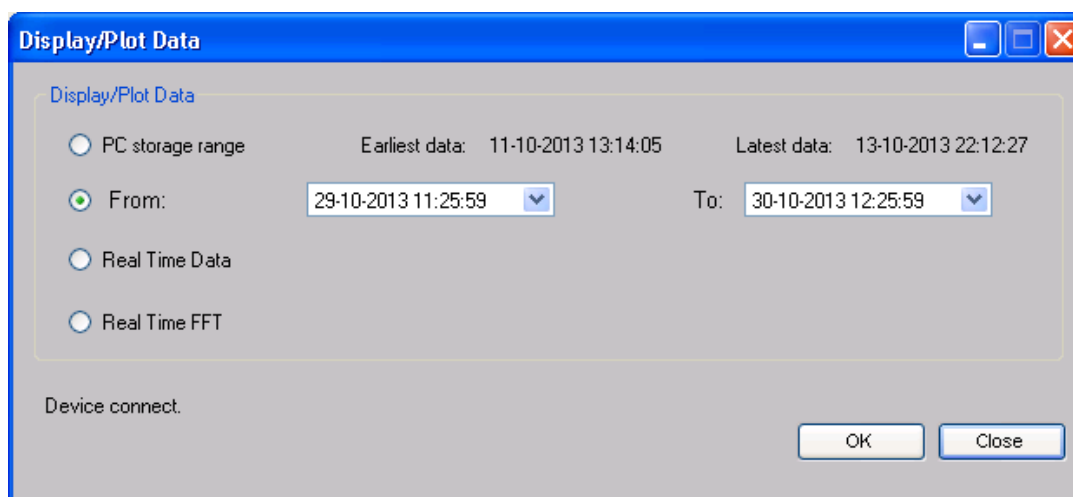 Display/Plot Data
Display/Plot Data
PC storage range Earliest data: 11-10-2013 13:14:05 Latest data: 13-10-2013 22:12:27
From: 29-10-2013 11:25:59 To: 30-10-2013 12:25:59
Real Time Data
Real Time FFT
Device connect.
OK Close